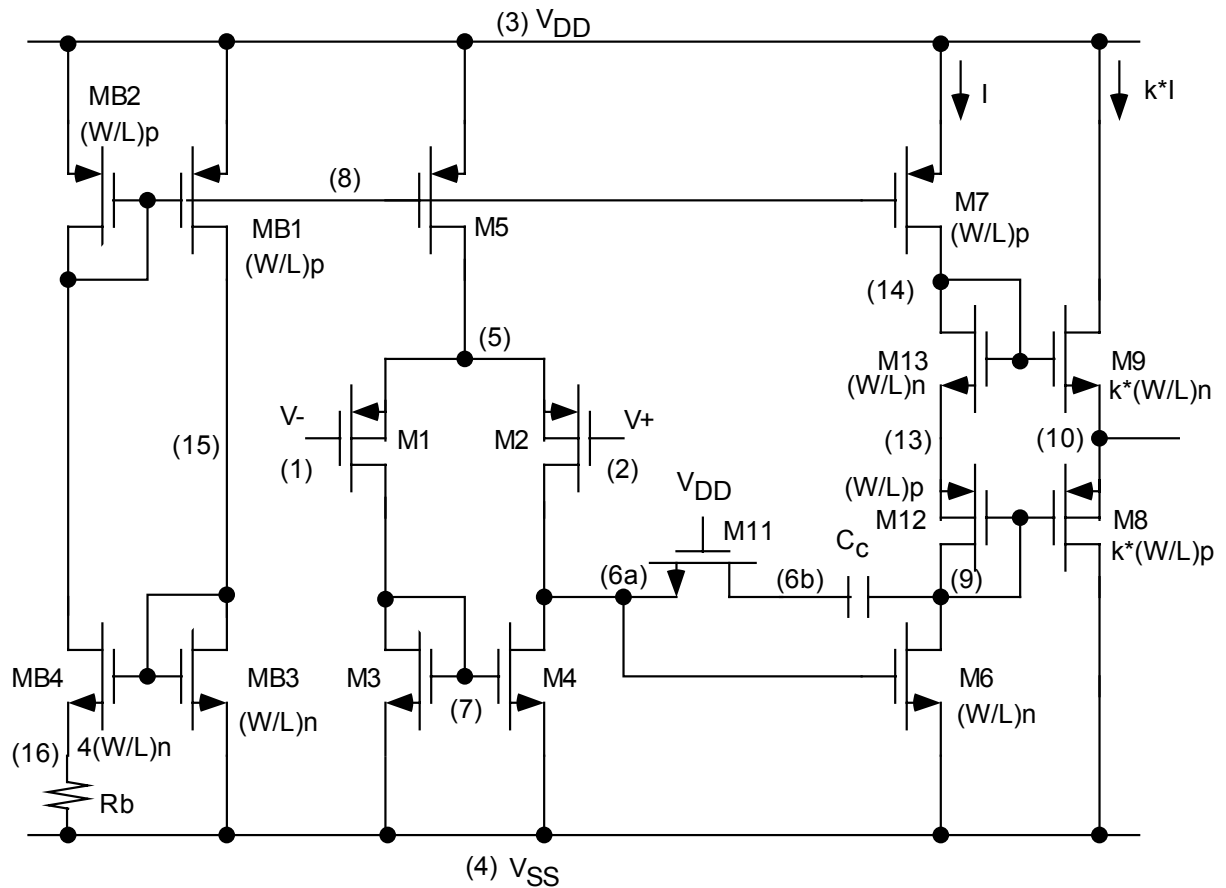 (3) VDD
MB2
(W/L)p
I
k*I
(8)
MB1
(W/L)p
M5
M7
(W/L)p
(14)
(5)
M13
(W/L)n
M9
k*(W/L)n
V-
M1
M2
V+
(15)
(1)
(2)
(13)
(10)
(W/L)p
VDD
M12
M8
k*(W/L)p
M11
Cc
(6a)
(6b)
(9)
MB4
MB3
(W/L)n
M3
M4
M6
(W/L)n
(7)
(16)
4(W/L)n
Rb
(4) VSS